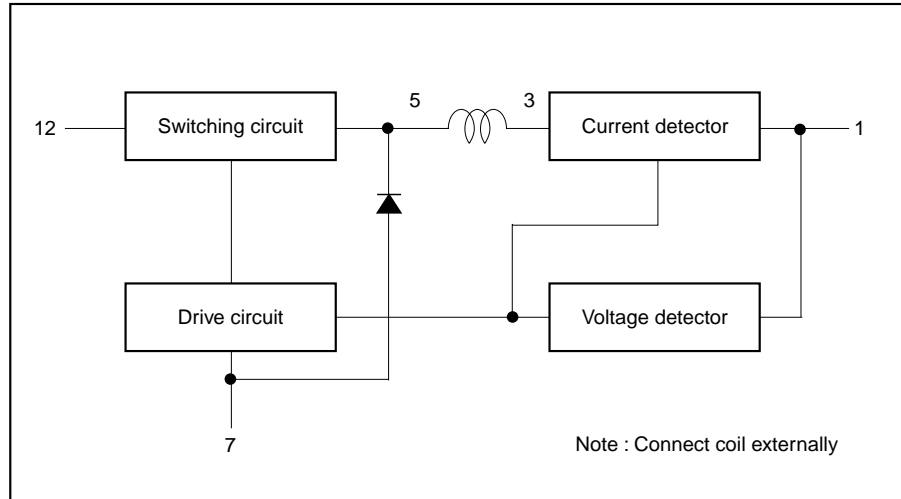 5
3
12
Switching circuit
Current detector
1
Drive circuit
Voltage detector
7
Note : Connect coil externally